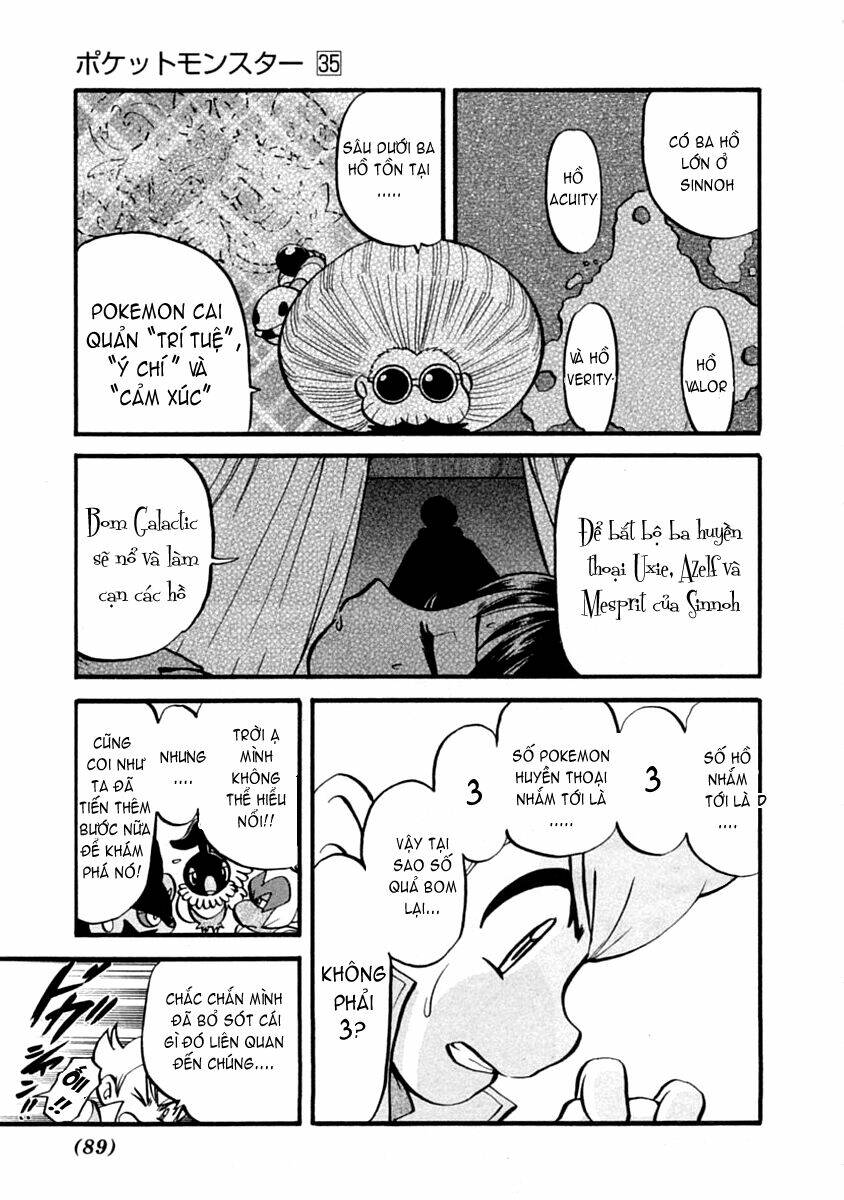 ポケットモンスター 35
CÓ BA HỒ
LỚN Ở
SINNOH
HỒ
ACUITY
HỒ
VALOR
VÀ HỒ
VERITY.
SÂU DƯỚI BA
HỒ TỒN TẠI
.....
POKEMON CAI
QUẢN "TRÍ TUỆ",
"Ý CHÍ" VÀ
"CẢM XÚC"
Để bắt bộ ba huyền
thoại Uxie, Azelf và
Mesprit của Sinnoh
Bom Galactic
sẽ nổ và làm
cạn các hồ
SỐ HỒ
NHẮM
TỚI LÀ
....
3
SỐ POKEMON
HUYỀN THOẠI
NHẮM TỚI LÀ
.....
3
VẬY TẠI
SAO SỐ
QUẢ BOM
LẠI...
KHÔNG
PHẢI
3?
TRỜI Ạ
MÌNH
KHÔNG
THỂ HIỂU
NỔI!!
NHƯNG
....
CŨNG
COI NHƯ
TA ĐÃ
TIẾN THÊM
BƯỚC NỮA
ĐỂ KHÁM
PHÁ NÓ!
CHẮC CHẮN MÌNH
ĐÃ BỎ SÓT CÁI
GÌ ĐÓ LIÊN QUAN
ĐẾN CHÚNG....
(89)